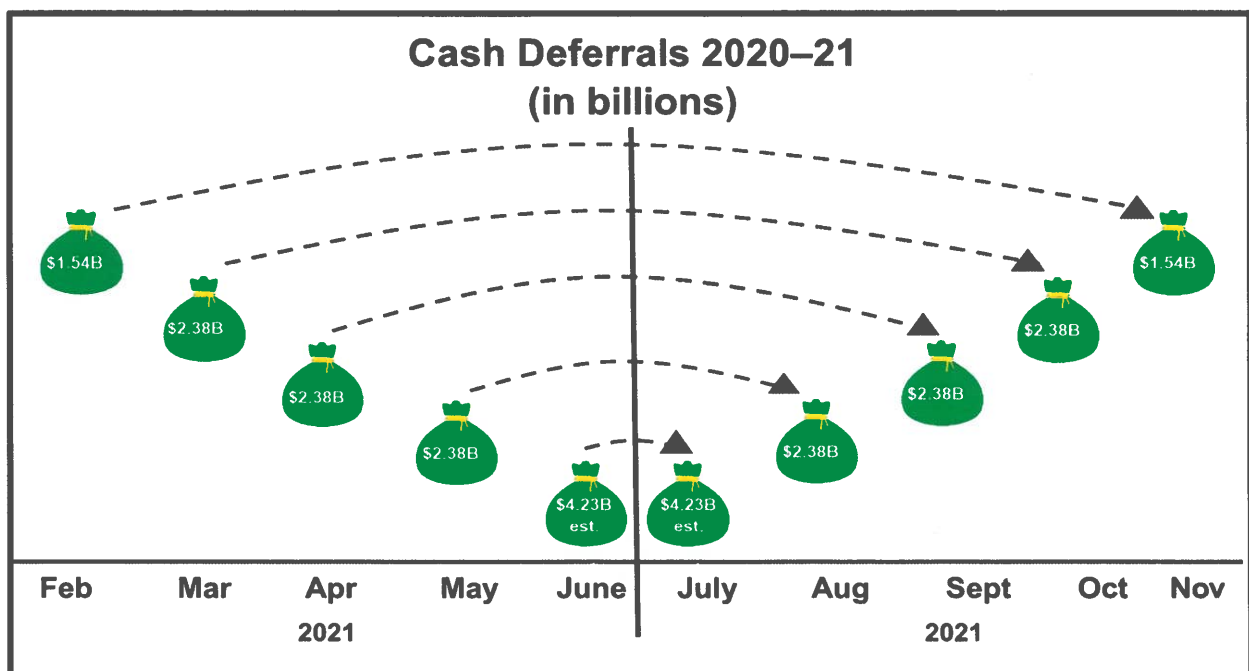 Cash Deferrals 2020–21
(in billions)
$1.54B
$1.54B
$2.38B
$2.38B
$2.38B
$2.38B
$2.38B
$2.38B
$4.23B
est.
$4.23B
est.
Feb Mar Apr May June July Aug Sept Oct Nov
2021 2021